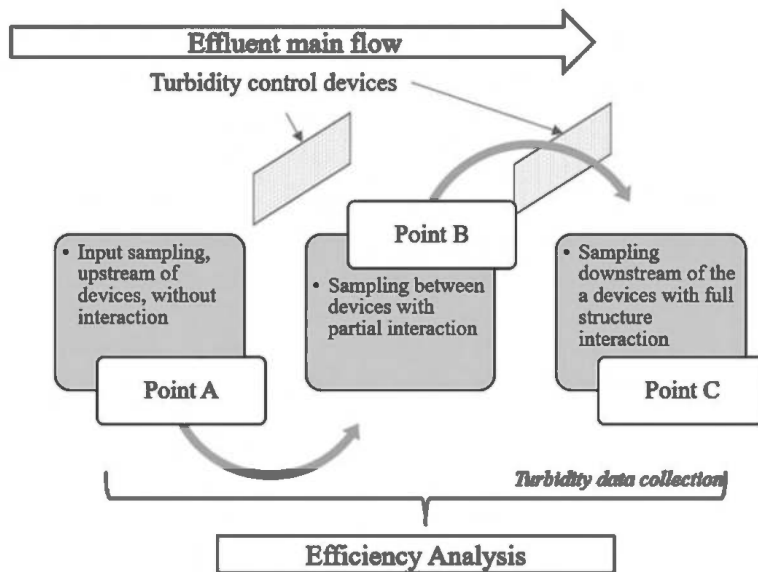 Effluent main flow
Turbidity control devices
• Input sampling,
upstream of
devices, without
interaction
Point A
Point B
• Sampling between
devices with
partial interaction
• Sampling
downstream of the
a devices with full
structure
interaction
Point C
Turbidity data collection
Efficiency Analysis